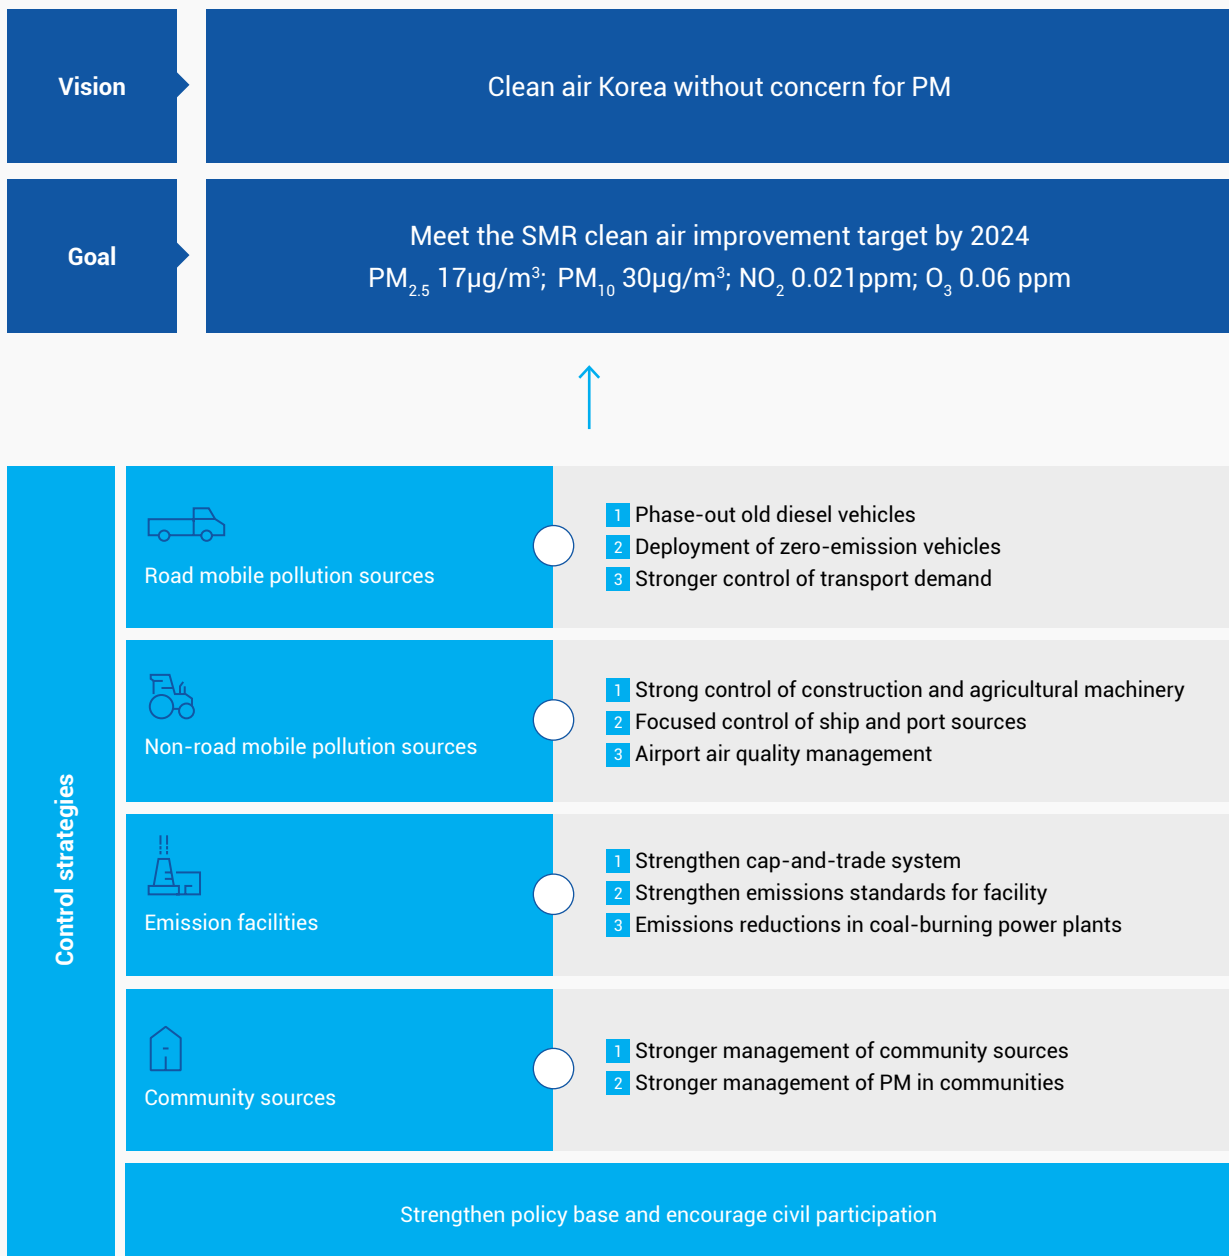 Vision
Clean air Korea without concern for PM
Goal
Meet the SMR clean air improvement target by 2024
PM2.5 17µg/m³; PM10 30µg/m³; NO2 0.021ppm; O3 0.06 ppm
Control strategies
Road mobile pollution sources
1 Phase-out old diesel vehicles
2 Deployment of zero-emission vehicles
3 Stronger control of transport demand
Non-road mobile pollution sources
1 Strong control of construction and agricultural machinery
2 Focused control of ship and port sources
3 Airport air quality management
Emission facilities
1 Strengthen cap-and-trade system
2 Strengthen emissions standards for facility
3 Emissions reductions in coal-burning power plants
Community sources
1 Stronger management of community sources
2 Stronger management of PM in communities
Strengthen policy base and encourage civil participation